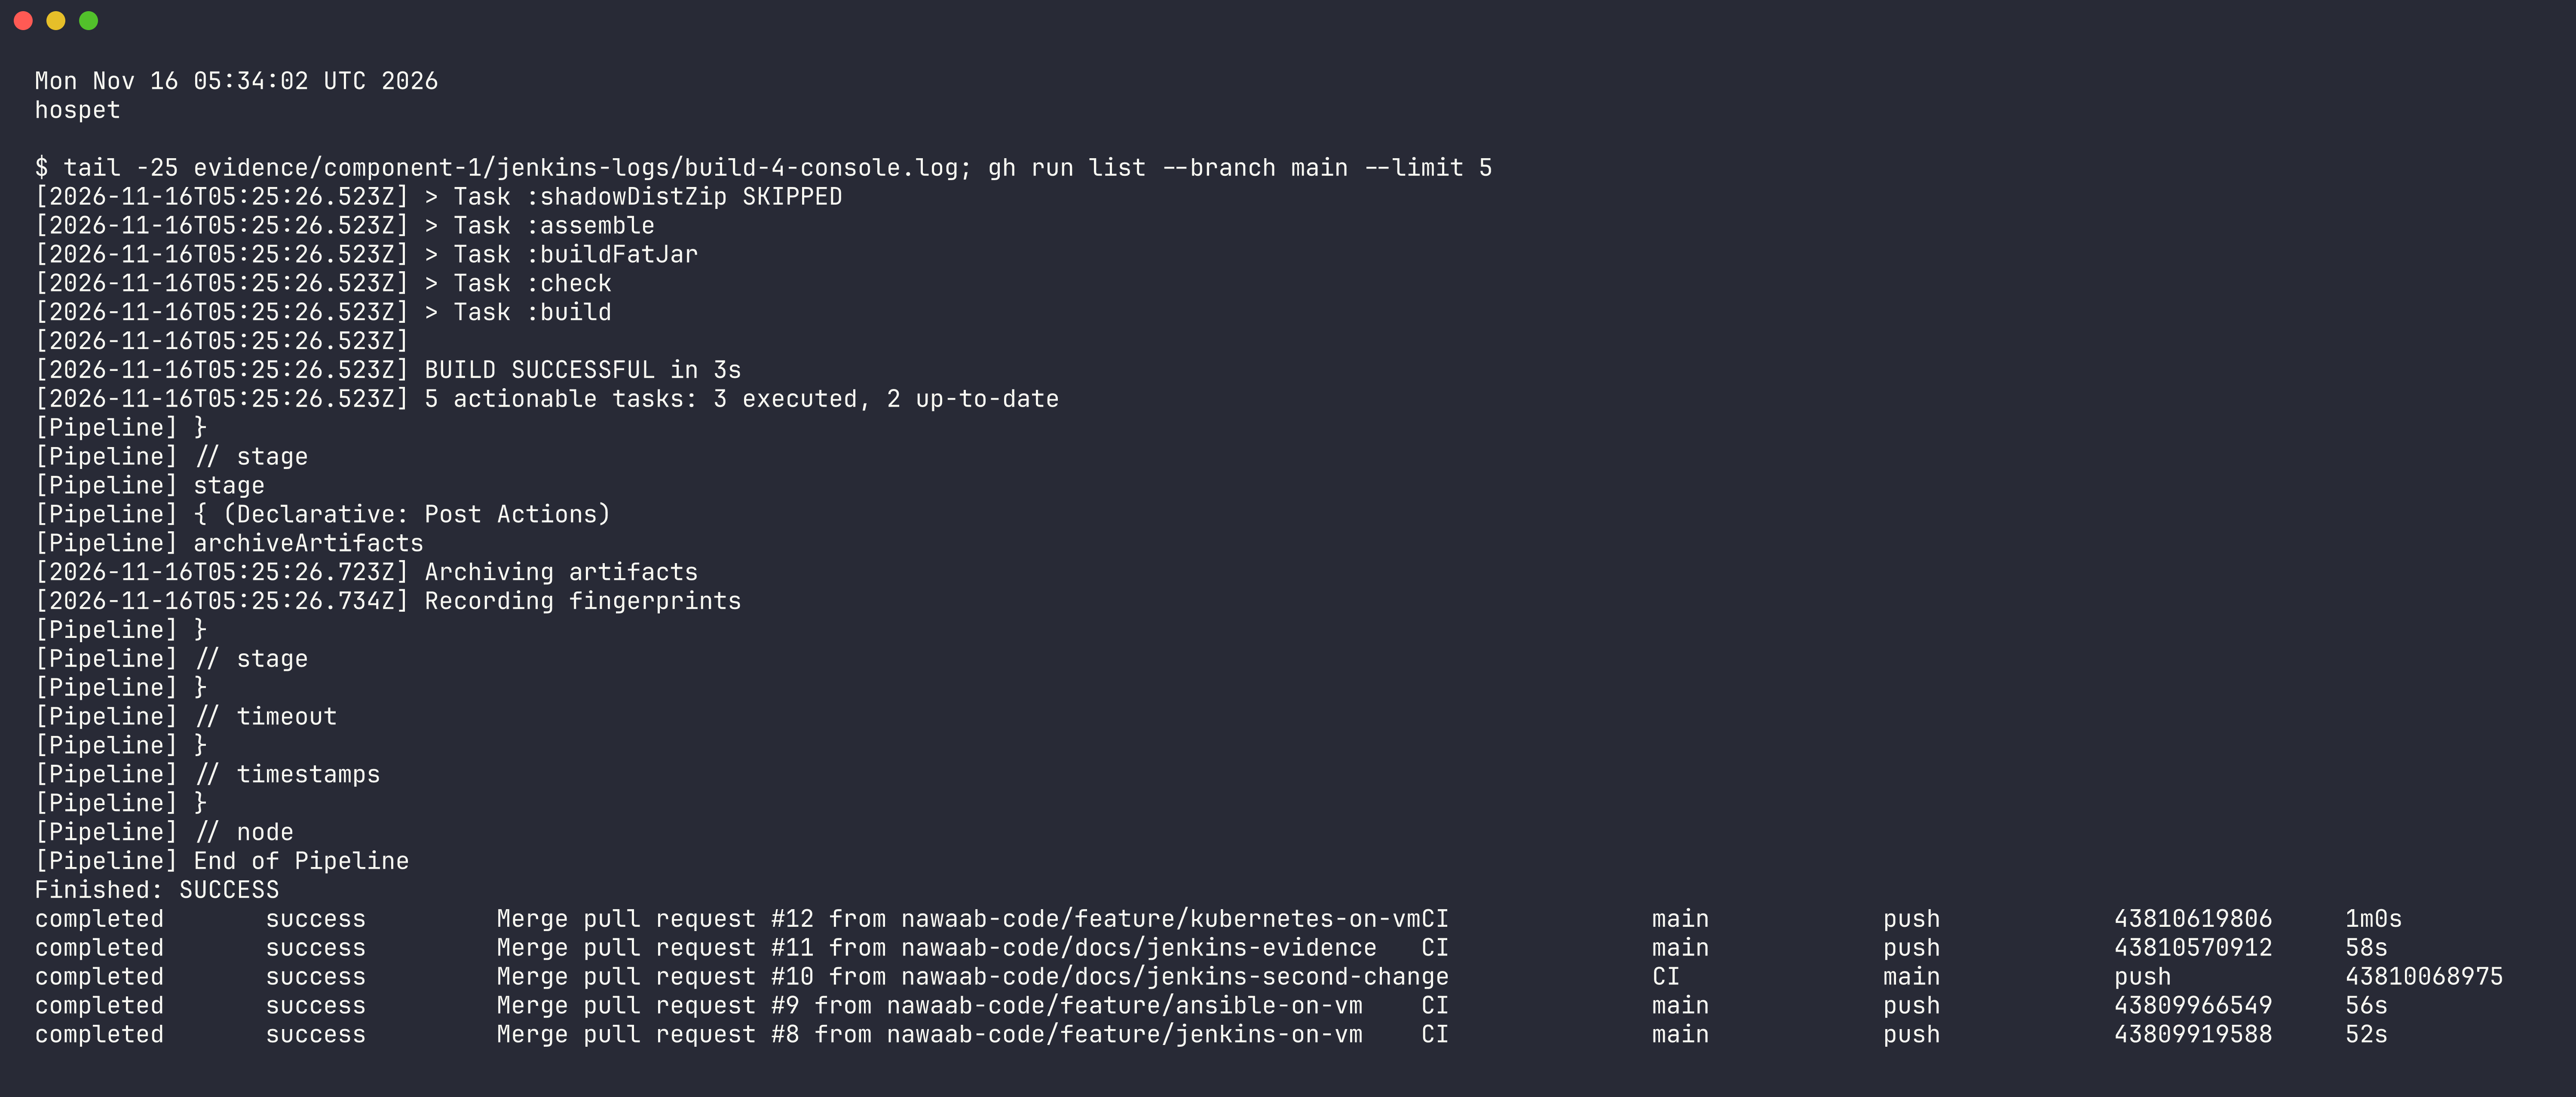 Mon Nov 16 05:34:02 UTC 2026
hospet
$ tail -25 evidence/component-1/jenkins-logs/build-4-console.log; gh run list --branch main --limit 5
[2026-11-16T05:25:26.523Z] > Task :shadowDistZip SKIPPED
[2026-11-16T05:25:26.523Z] > Task :assemble
[2026-11-16T05:25:26.523Z] > Task :buildFatJar
[2026-11-16T05:25:26.523Z] > Task :check
[2026-11-16T05:25:26.523Z] > Task :build
[2026-11-16T05:25:26.523Z]
[2026-11-16T05:25:26.523Z] BUILD SUCCESSFUL in 3s
[2026-11-16T05:25:26.523Z] 5 actionable tasks: 3 executed, 2 up-to-date
[Pipeline] }
[Pipeline] // stage
[Pipeline] stage
[Pipeline] { (Declarative: Post Actions)
[Pipeline] archiveArtifacts
[2026-11-16T05:25:26.723Z] Archiving artifacts
[2026-11-16T05:25:26.734Z] Recording fingerprints
[Pipeline] }
[Pipeline] // stage
[Pipeline] }
[Pipeline] // timeout
[Pipeline] }
[Pipeline] // timestamps
[Pipeline] }
[Pipeline] // node
[Pipeline] End of Pipeline
Finished: SUCCESS
completed success Merge pull request #12 from nawaab-code/feature/kubernetes-on-vmCI main push 43810619806 1m0s
completed success Merge pull request #11 from nawaab-code/docs/jenkins-evidence CI main push 43810570912 58s
completed success Merge pull request #10 from nawaab-code/docs/jenkins-second-change CI main push 43810068975
completed success Merge pull request #9 from nawaab-code/feature/ansible-on-vm CI main push 43809966549 56s
completed success Merge pull request #8 from nawaab-code/feature/jenkins-on-vm CI main push 43809919588 52s